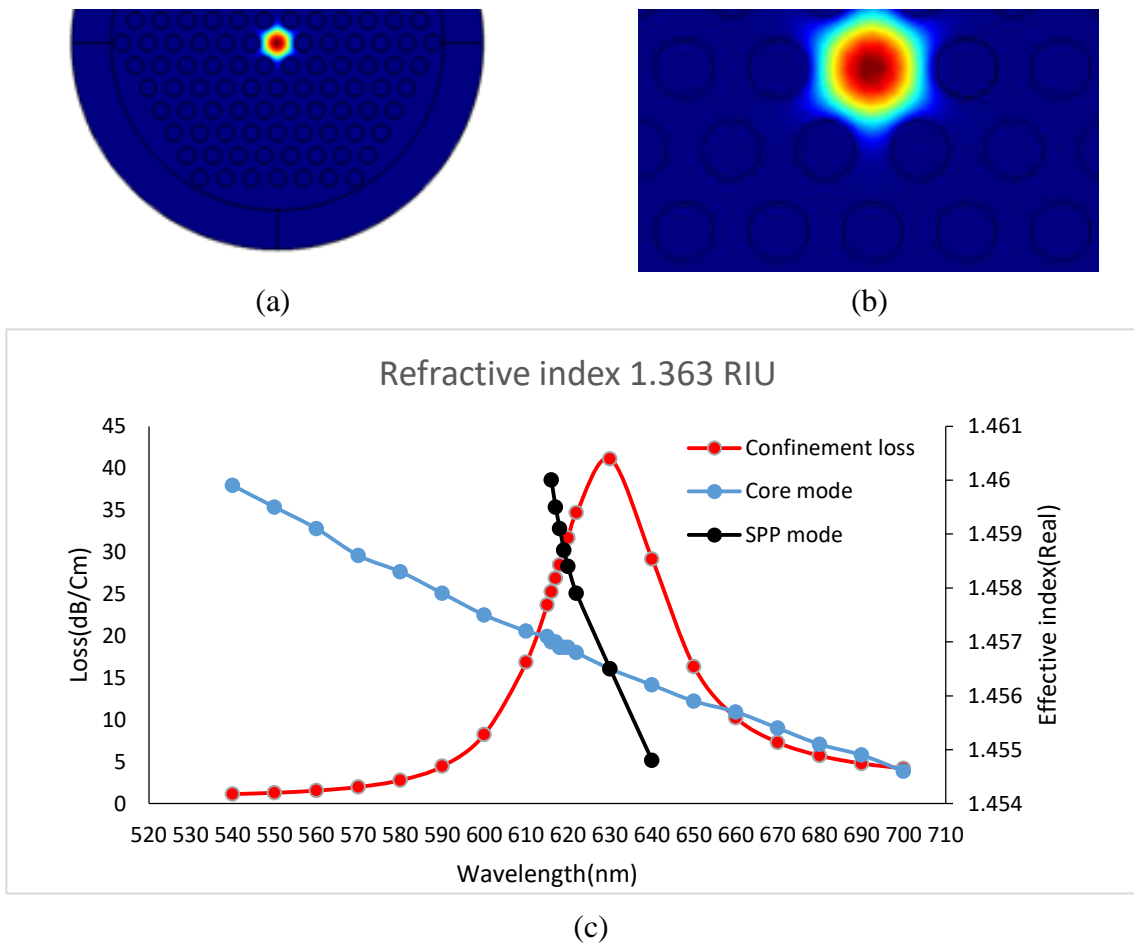 (a) (b)
Refractive index 1.363 RIU
45 1.461
Confinement loss
40 1.46
Core mode
35
1.459
SPP mode
30
1.458
25
20 1.457
15
1.456
10
1.455
5
0 1.454
Loss(dB/Cm)
Effective index(Real)
520 530 540 550 560 570 580 590 600 610 620 630 640 650 660 670 680 690 700 710
Wavelength(nm)
(c)